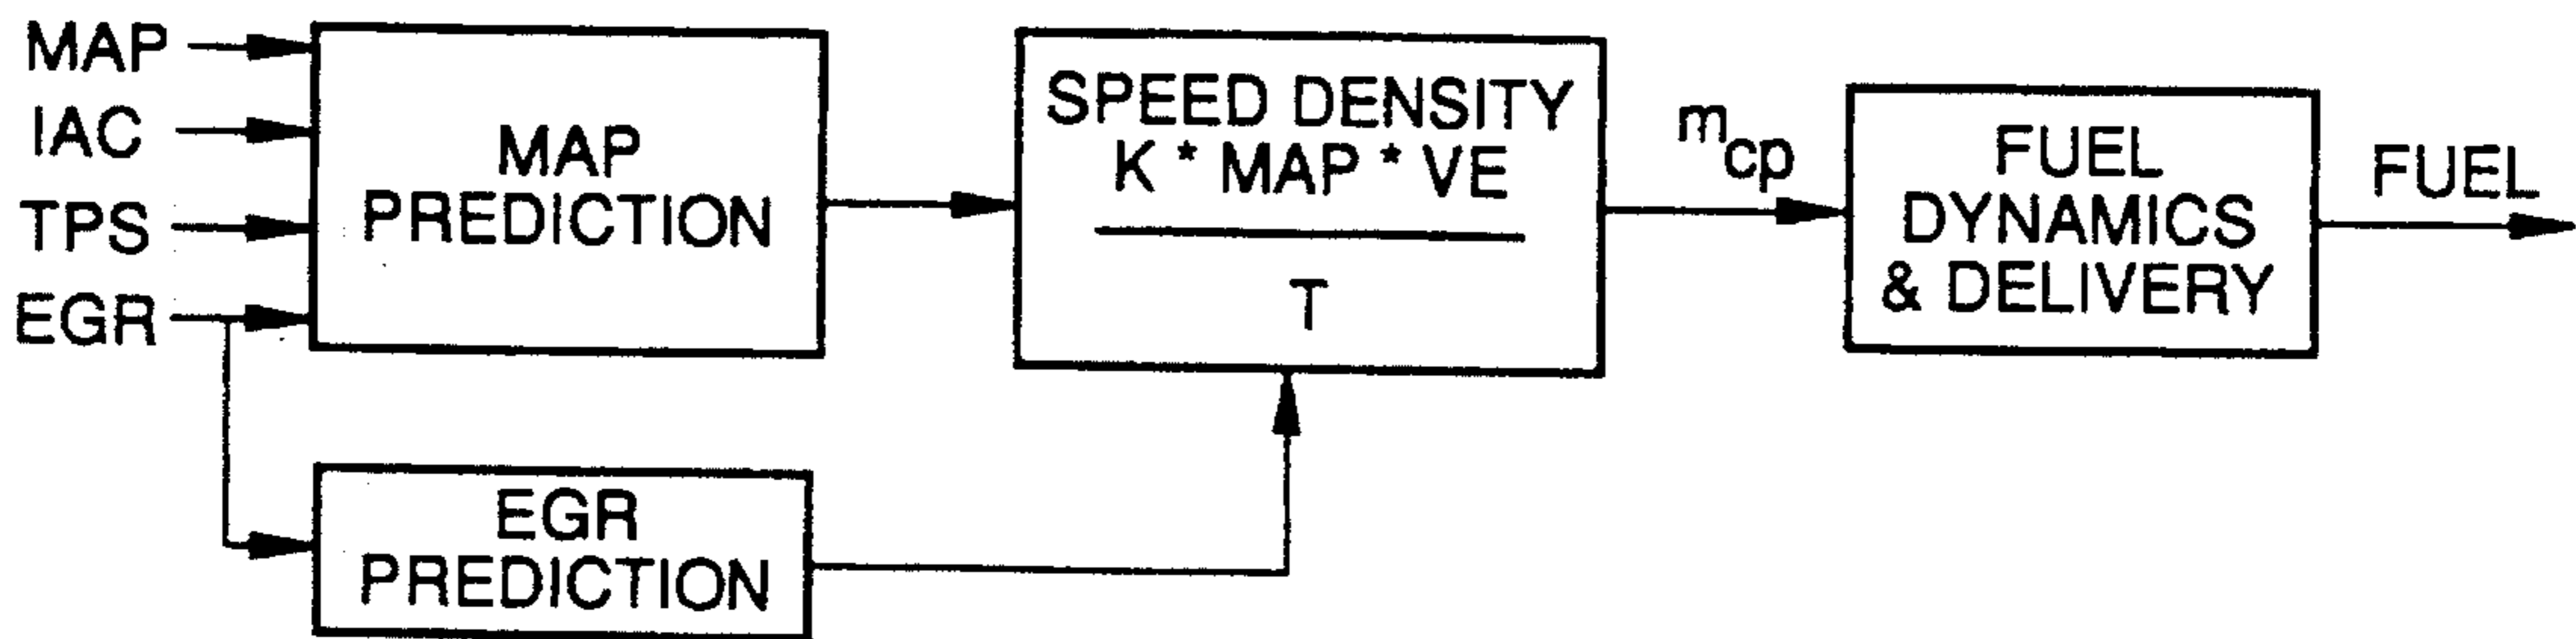 MAP
IAC
TPS
EGR
MAP
PREDICTION
SPEED DENSITY
K * MAP * VE
T
m cp
FUEL
DYNAMICS
& DELIVERY
FUEL
EGR
PREDICTION